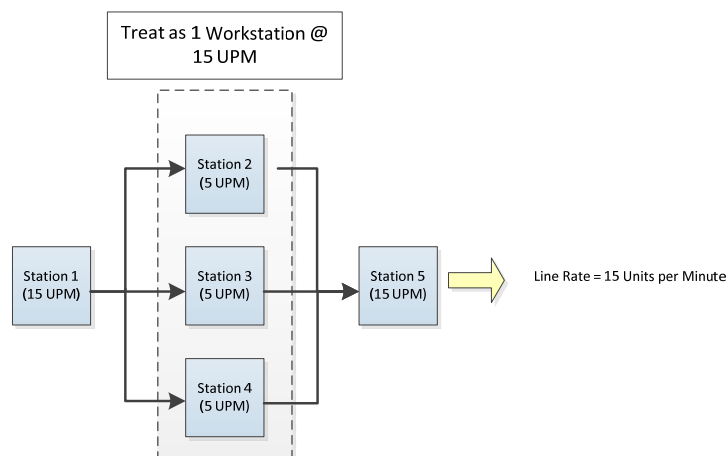 Treat as 1 Workstation @
15 UPM
Station 2
(5 UPM)
Station 1
(15 UPM)
Station 3
(5 UPM)
Station 5
(15 UPM)
Line Rate = 15 Units per Minute
Station 4
(5 UPM)